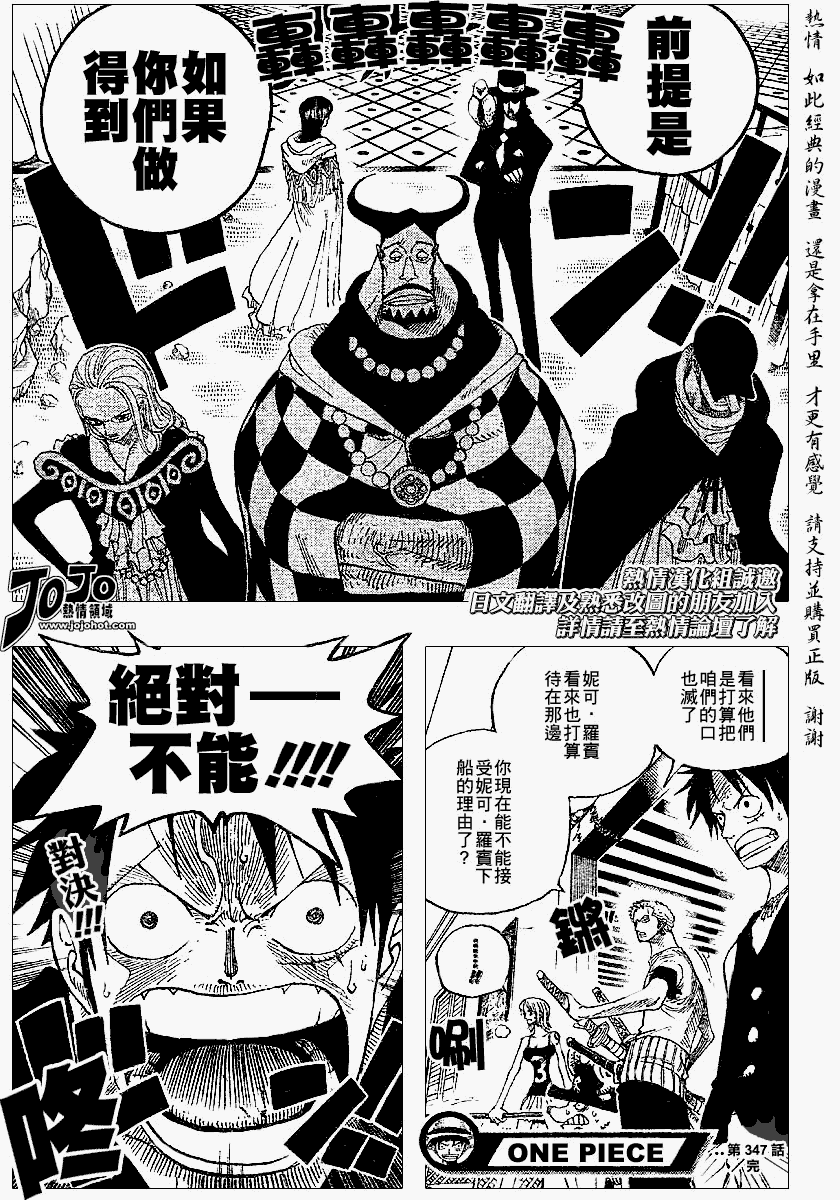 前提是
如果
你們做
得到
轟轟轟轟轟
ドン!!
熱情漢化組誠邀
日文翻譯及熟悉改圖的朋友加入
詳情請至熱情論壇了解
JOJO
熱情領域
www.jojohot.com
看來他們
是打算把
咱們的口
也滅了
妮可．羅賓
看來也打算
待在那邊
你現在能不能接
受妮可．羅賓下
船的理由了？
鏘
………!!
唰
絕對──
不能!!!!
對決!!!
咚
ONE PIECE
…第 347 話
／完
熱情 如此經典的漫畫 還是拿在手里 才更有感覺 請支持並購買正版 謝謝